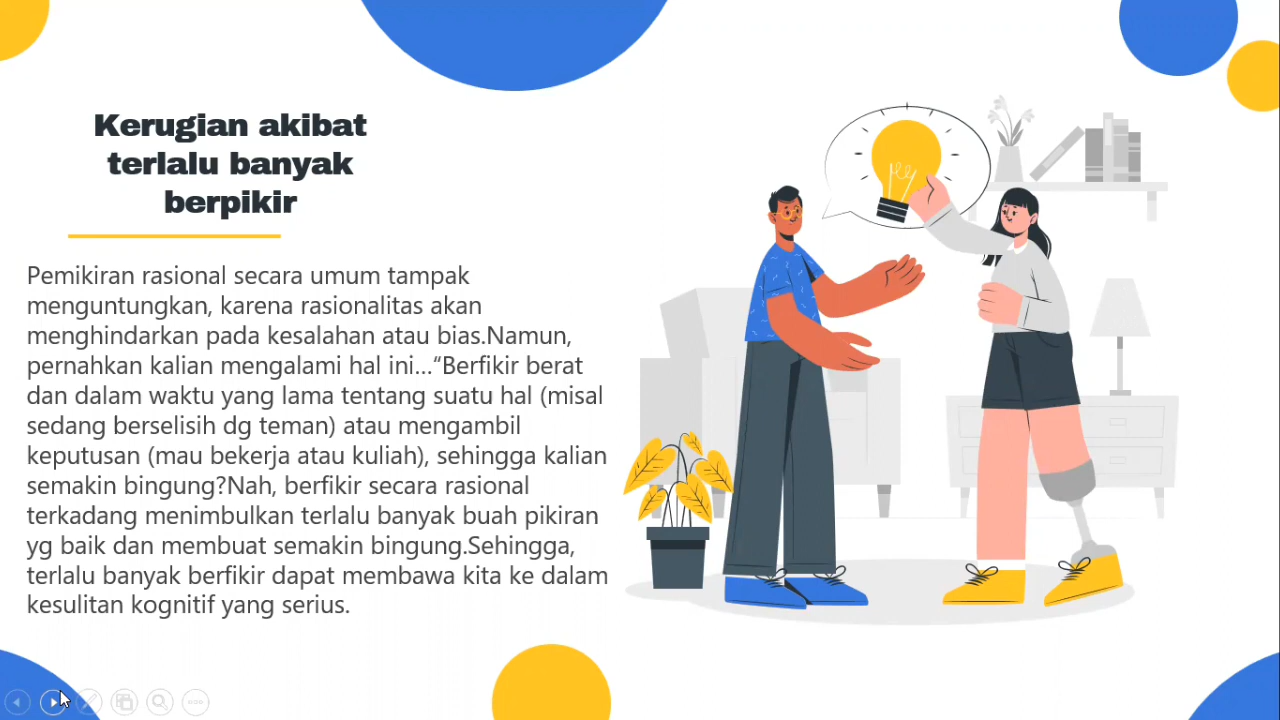 Kerugian akibat
terlalu banyak
berpikir
Pemikiran rasional secara umum tampak
menguntungkan, karena rasionalitas akan
menghindarkan pada kesalahan atau bias.Namun,
pernahkan kalian mengalami hal ini...“Berfikir berat
dan dalam waktu yang lama tentang suatu hal (misal
sedang berselisih dg teman) atau mengambil
keputusan (mau bekerja atau kuliah), sehingga kalian
semakin bingung?Nah, berfikir secara rasional
terkadang menimbulkan terlalu banyak buah pikiran
yg baik dan membuat semakin bingung.Sehingga,
terlalu banyak berfikir dapat membawa kita ke dalam
kesulitan kognitif yang serius.